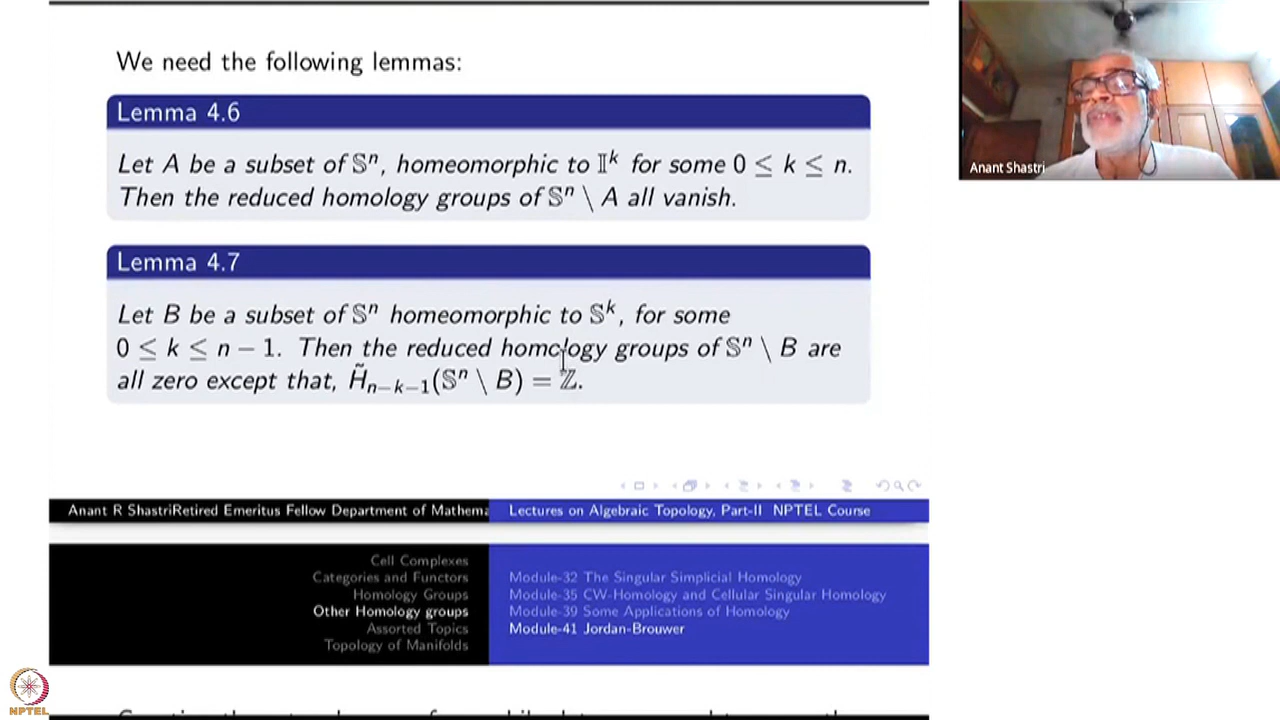 We need the following lemmas:
Lemma 4.6
Let A be a subset of 𝕊ⁿ, homeomorphic to 𝕀ᵏ for some 0 ≤ k ≤ n.
Then the reduced homology groups of 𝕊ⁿ \ A all vanish.
Lemma 4.7
Let B be a subset of 𝕊ⁿ homeomorphic to 𝕊ᵏ, for some
0 ≤ k ≤ n − 1. Then the reduced homology groups of 𝕊ⁿ \ B are
all zero except that, H̃ₙ₋ₖ₋₁(𝕊ⁿ \ B) = ℤ.
Anant R ShastriRetired Emeritus Fellow Department of Mathema
Lectures on Algebraic Topology, Part-II NPTEL Course
Cell Complexes
Categories and Functors
Homology Groups
Other Homology groups
Assorted Topics
Topology of Manifolds
Module-32 The Singular Simplicial Homology
Module-35 CW-Homology and Cellular Singular Homology
Module-39 Some Applications of Homology
Module-41 Jordan-Brouwer
Anant Shastri
NPTEL